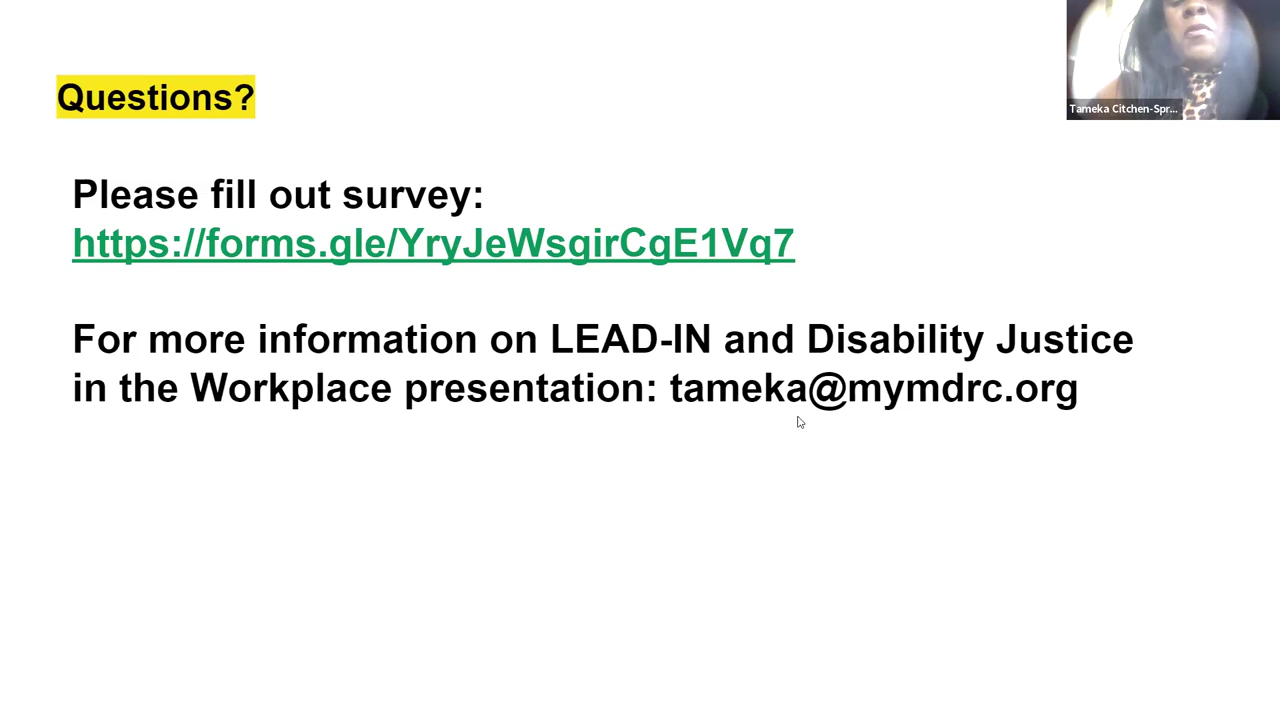 Questions?
Tameka Citchen-Spr...
Please fill out survey:
https://forms.gle/YryJeWsgirCgE1Vq7
For more information on LEAD-IN and Disability Justice
in the Workplace presentation: tameka@mymdrc.org